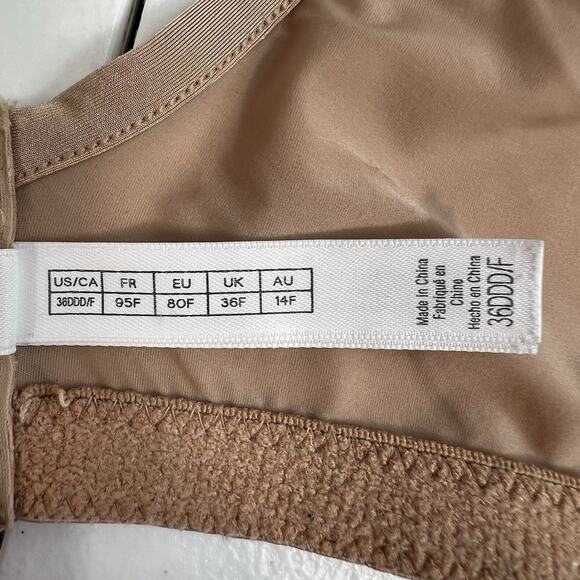 US/CA FR EU UK AU
36DDD/F 95F 80F 36F 14F
Made in China
Fabriqué en
Chine
Hecho en China
36DDD/F